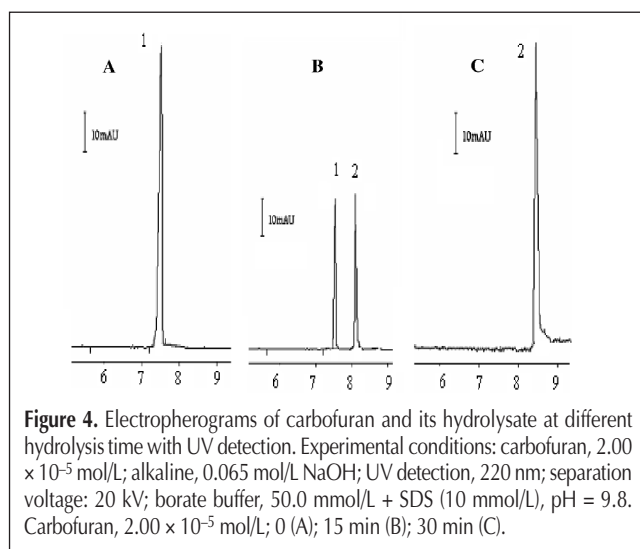 1
2
A
B
C
10mAU
1 2
10mAU
10mAU
6 7 8 9
6 7 8 9
6 7 8 9
Figure 4. Electropherograms of carbofuran and its hydrolysate at different
hydrolysis time with UV detection. Experimental conditions: carbofuran, 2.00
× 10⁻⁵ mol/L; alkaline, 0.065 mol/L NaOH; UV detection, 220 nm; separation
voltage: 20 kV; borate buffer, 50.0 mmol/L + SDS (10 mmol/L), pH = 9.8.
Carbofuran, 2.00 × 10⁻⁵ mol/L; 0 (A); 15 min (B); 30 min (C).